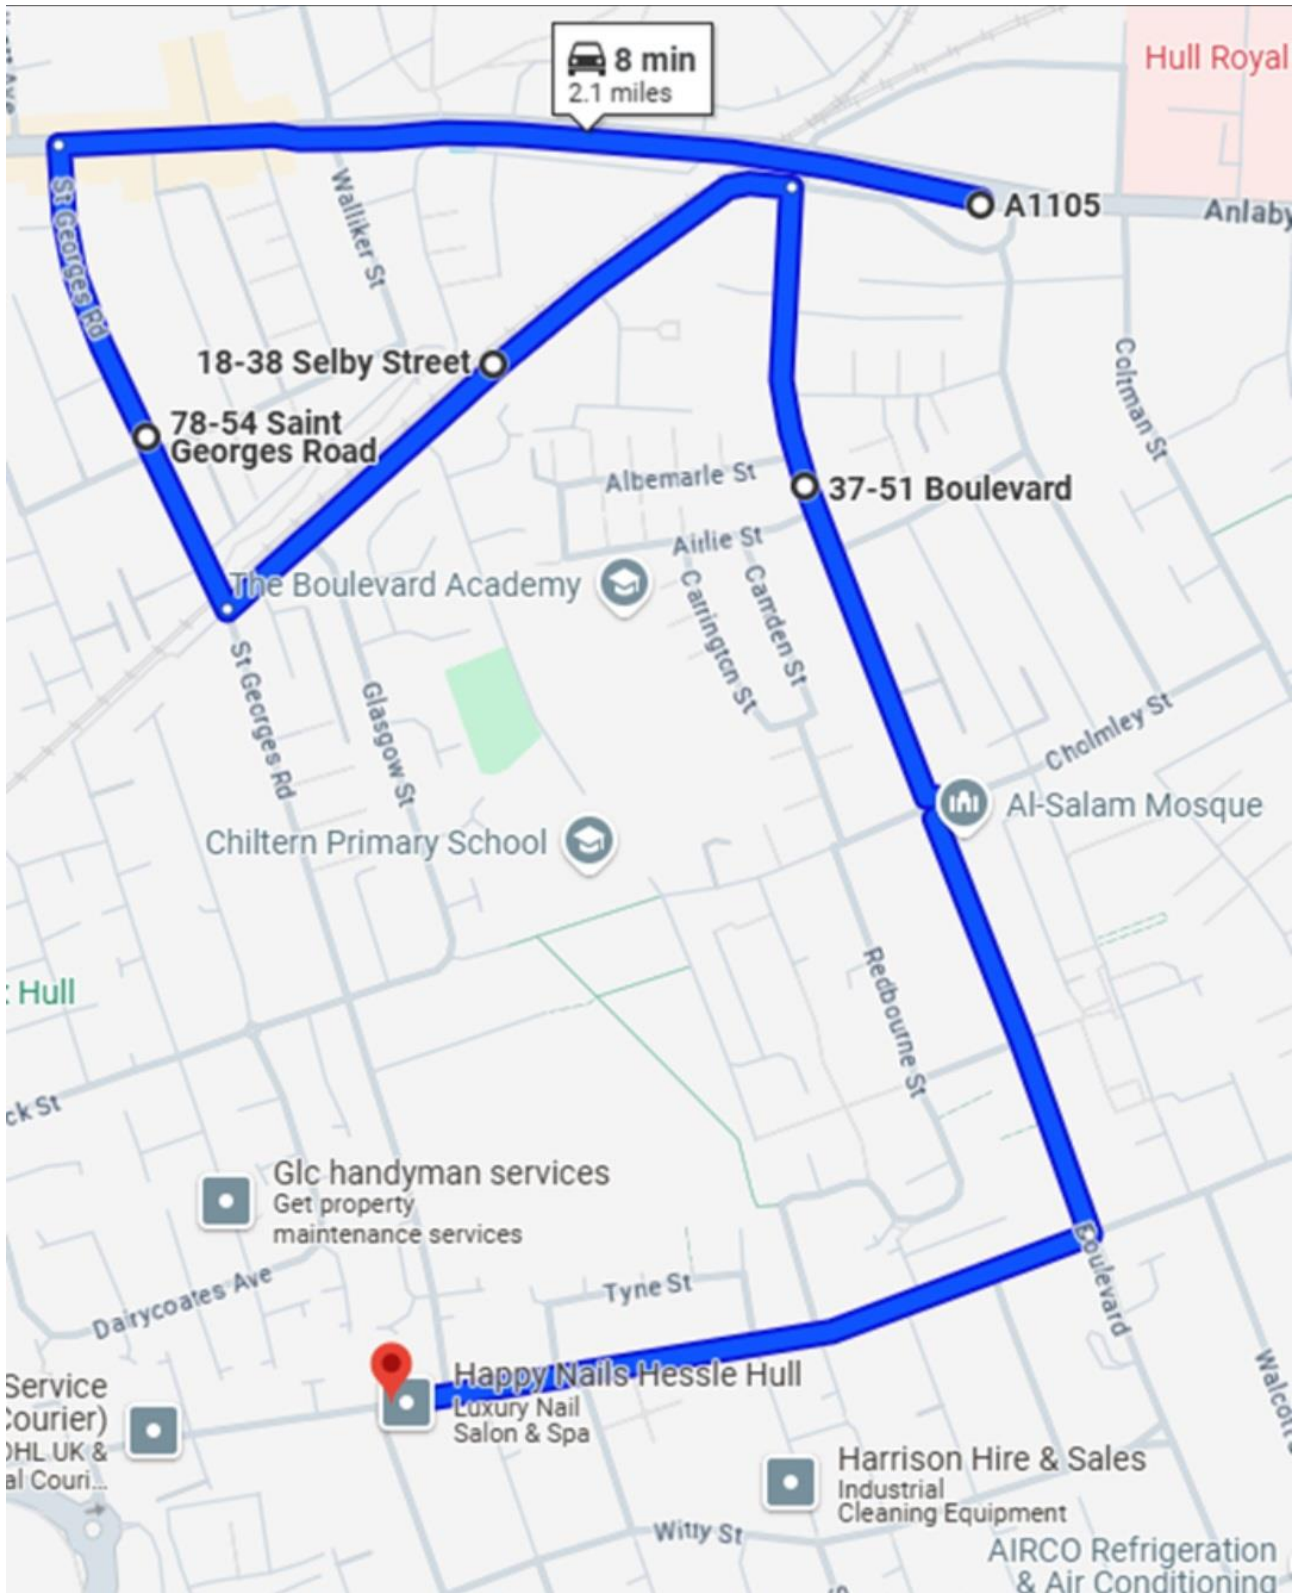 8 min
2.1 miles
Hull Royal
A1105
Anlaby
St Georges Rd
Walliker St
18-38 Selby Street
78-54 Saint
Georges Road
Coltman St
Albemarle St
37-51 Boulevard
Airlie St
The Boulevard Academy
Carrington St
Camden St
St Georges Rd
Glasgow St
Cholmley St
Al-Salam Mosque
Chiltern Primary School
Redbourne St
: Hull
ck St
Glc handyman services
Get property
maintenance services
Dairycoates Ave
Tyne St
Boulevard
Happy Nails Hessle Hull
Luxury Nail
Salon & Spa
Service
Courier)
DHL UK &
al Couri...
Harrison Hire & Sales
Industrial
Cleaning Equipment
Witty St
AIRCO Refrigeration
& Air Conditioning